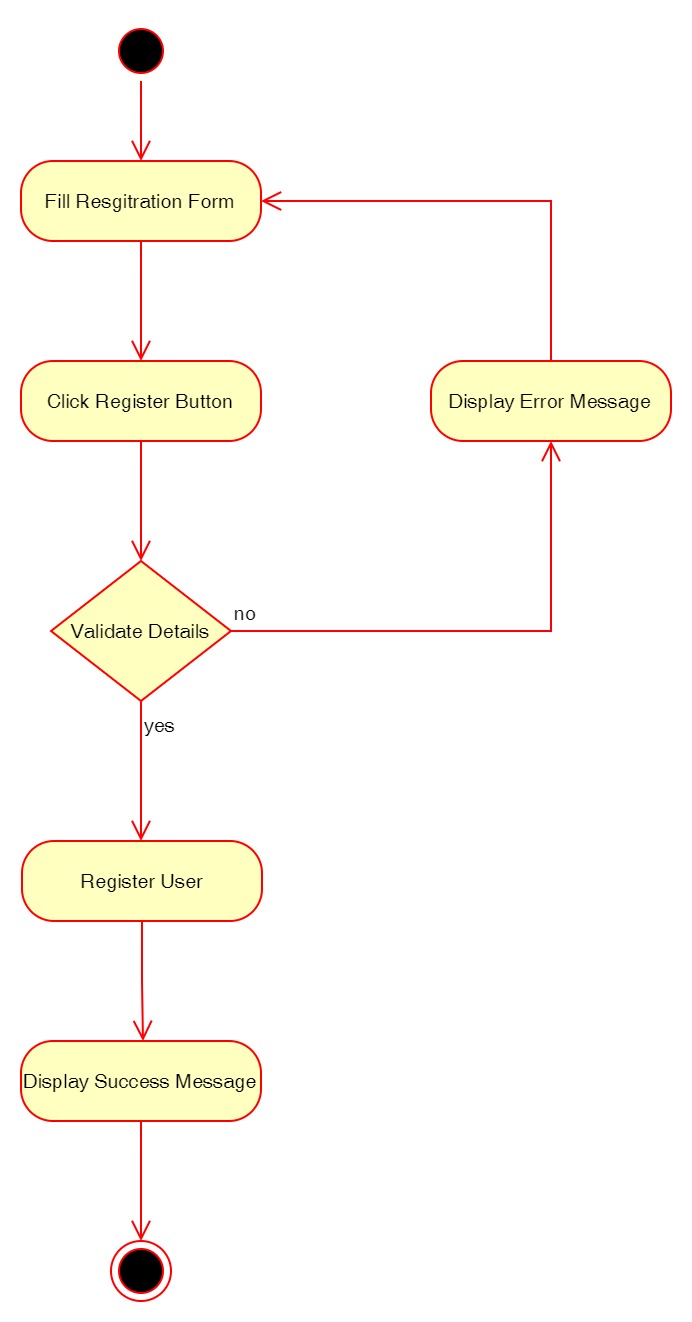 Fill Resgitration Form
Click Register Button
Display Error Message
Validate Details
no
yes
Register User
Display Success Message